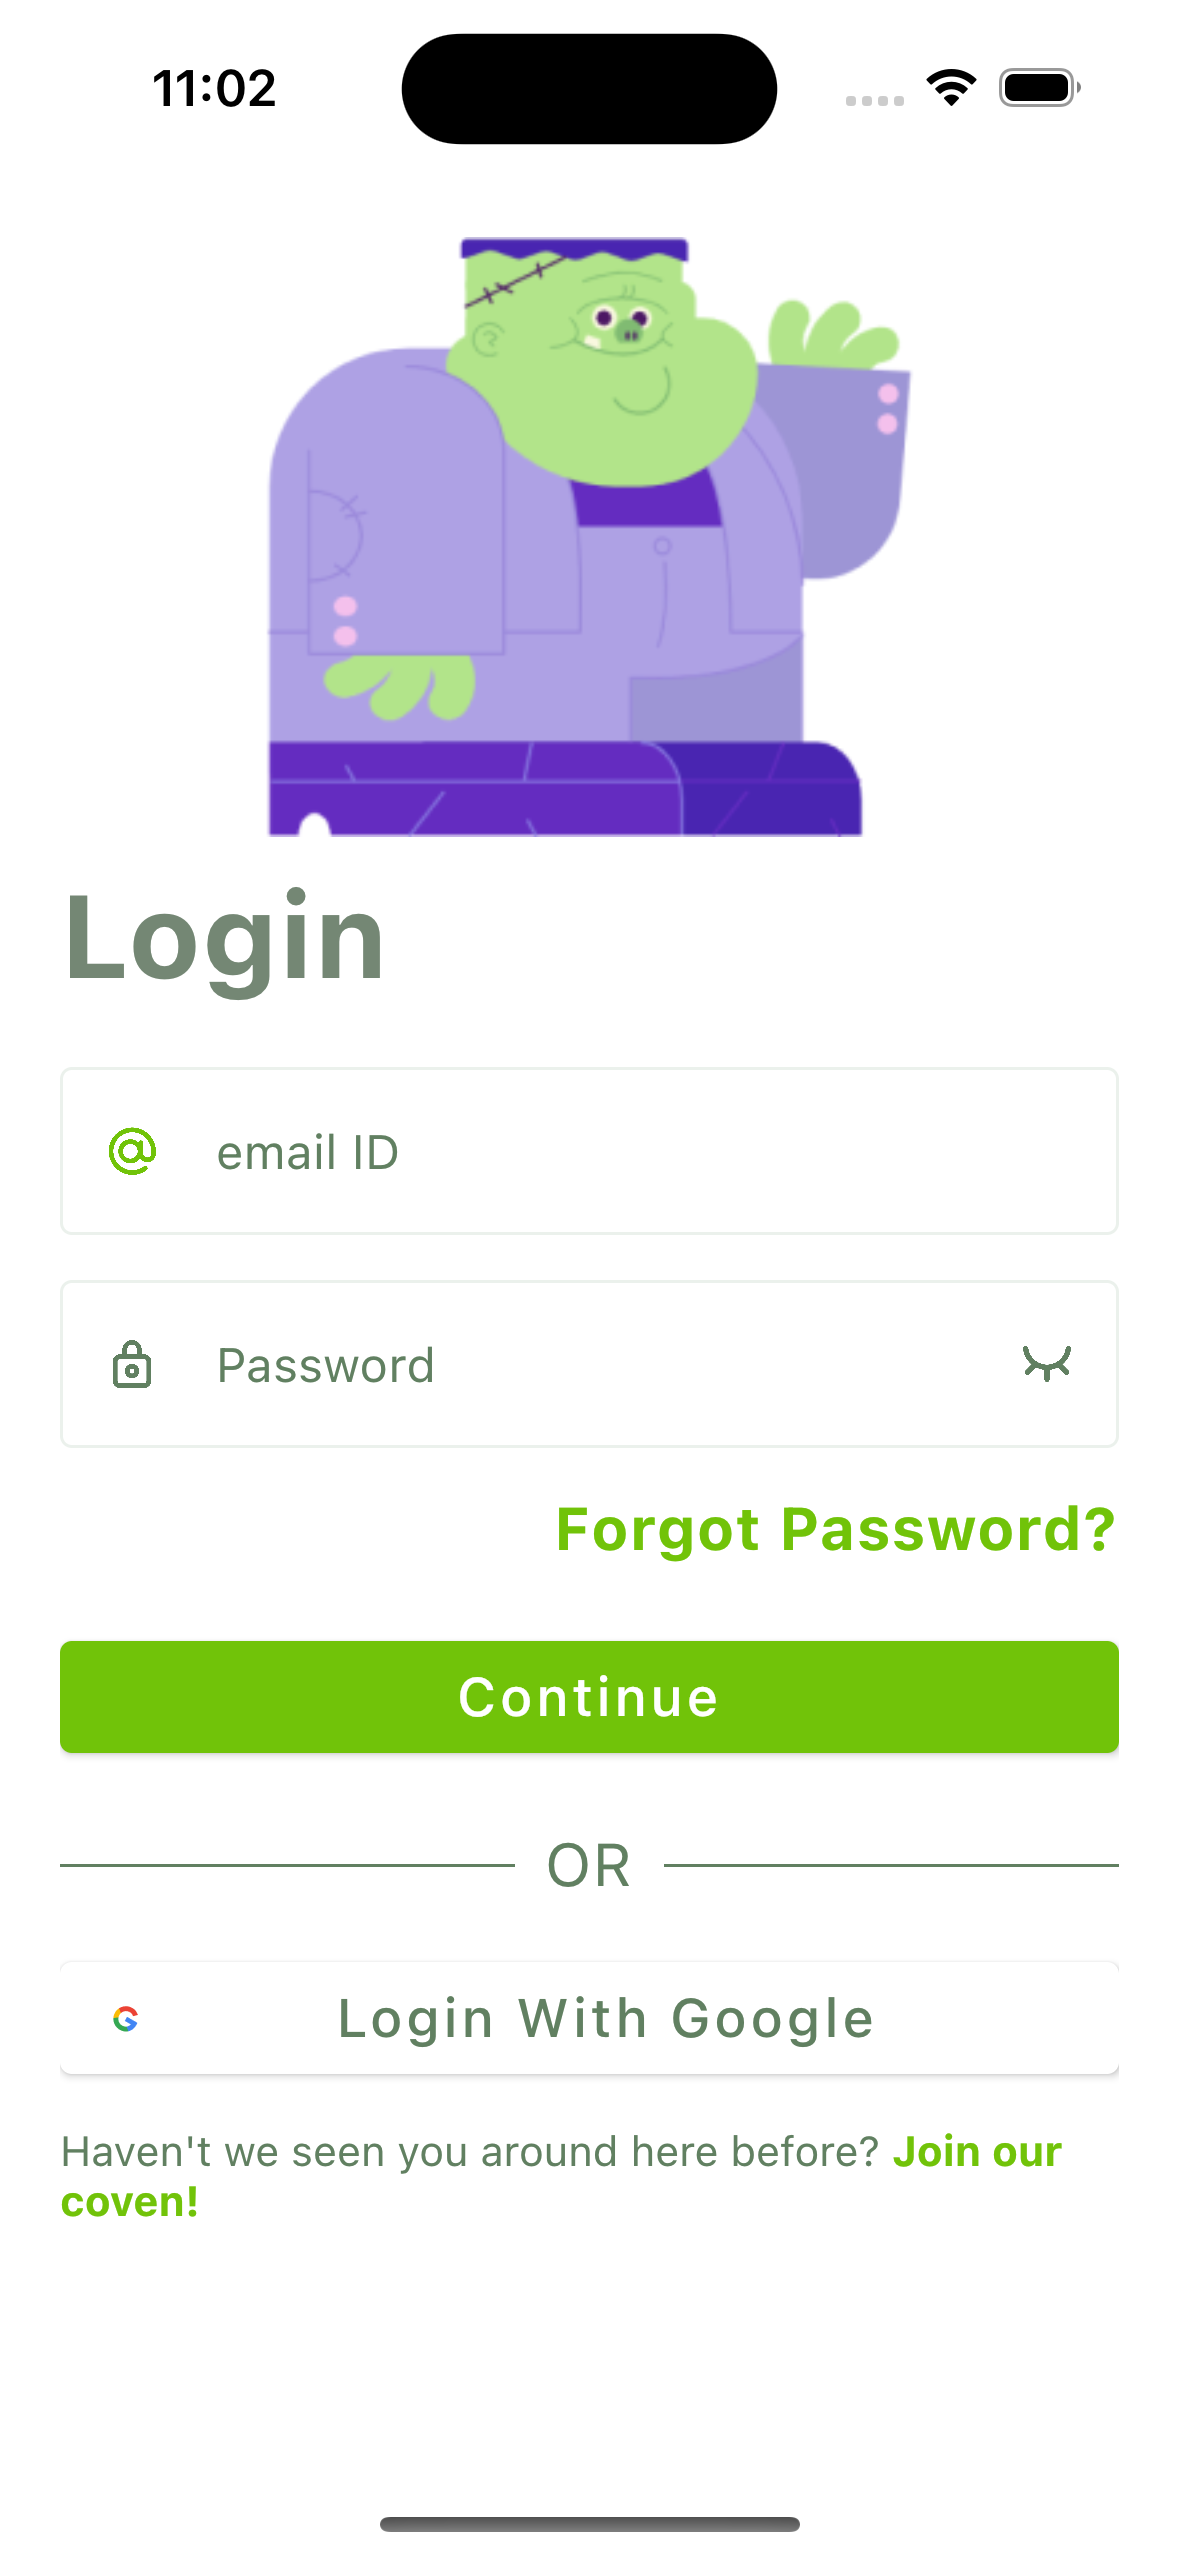 11:02
Login
email ID
Password
Forgot Password?
Continue
OR
Login With Google
Haven't we seen you around here before? Join our
coven!